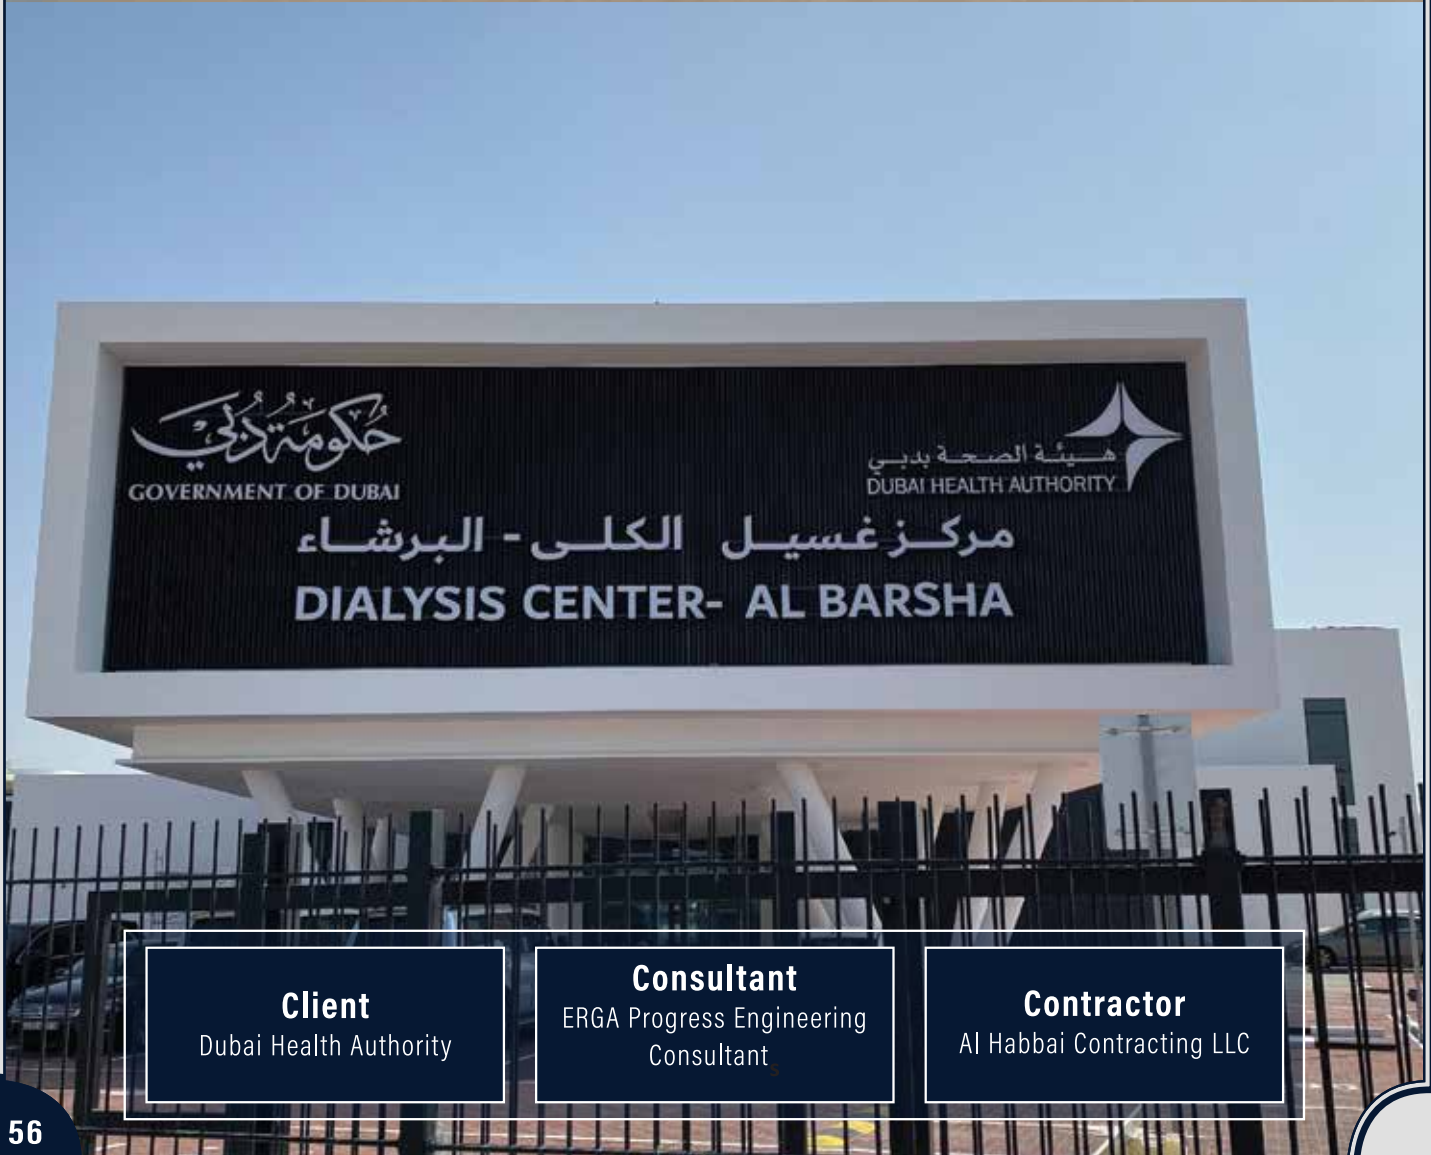 حكومة دبي
GOVERNMENT OF DUBAI
هيئة الصحة بدبي
DUBAI HEALTH AUTHORITY
مركز غسيل الكلى - البرشاء
DIALYSIS CENTER- AL BARSHA
Client
Dubai Health Authority
Consultant
ERGA Progress Engineering
Consultants
Contractor
Al Habbai Contracting LLC
56